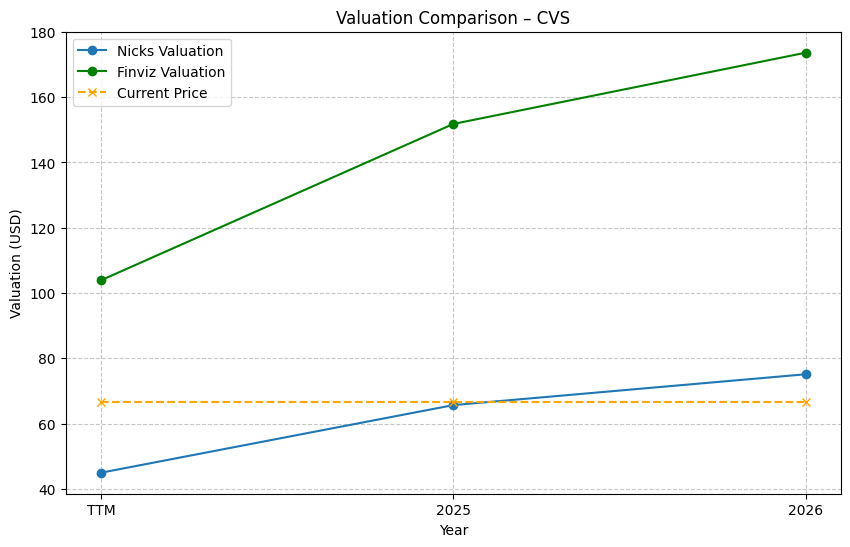 Valuation Comparison – CVS
Nicks Valuation
Finviz Valuation
Current Price
Valuation (USD)
180
160
140
120
100
80
60
40
TTM
2025
2026
Year